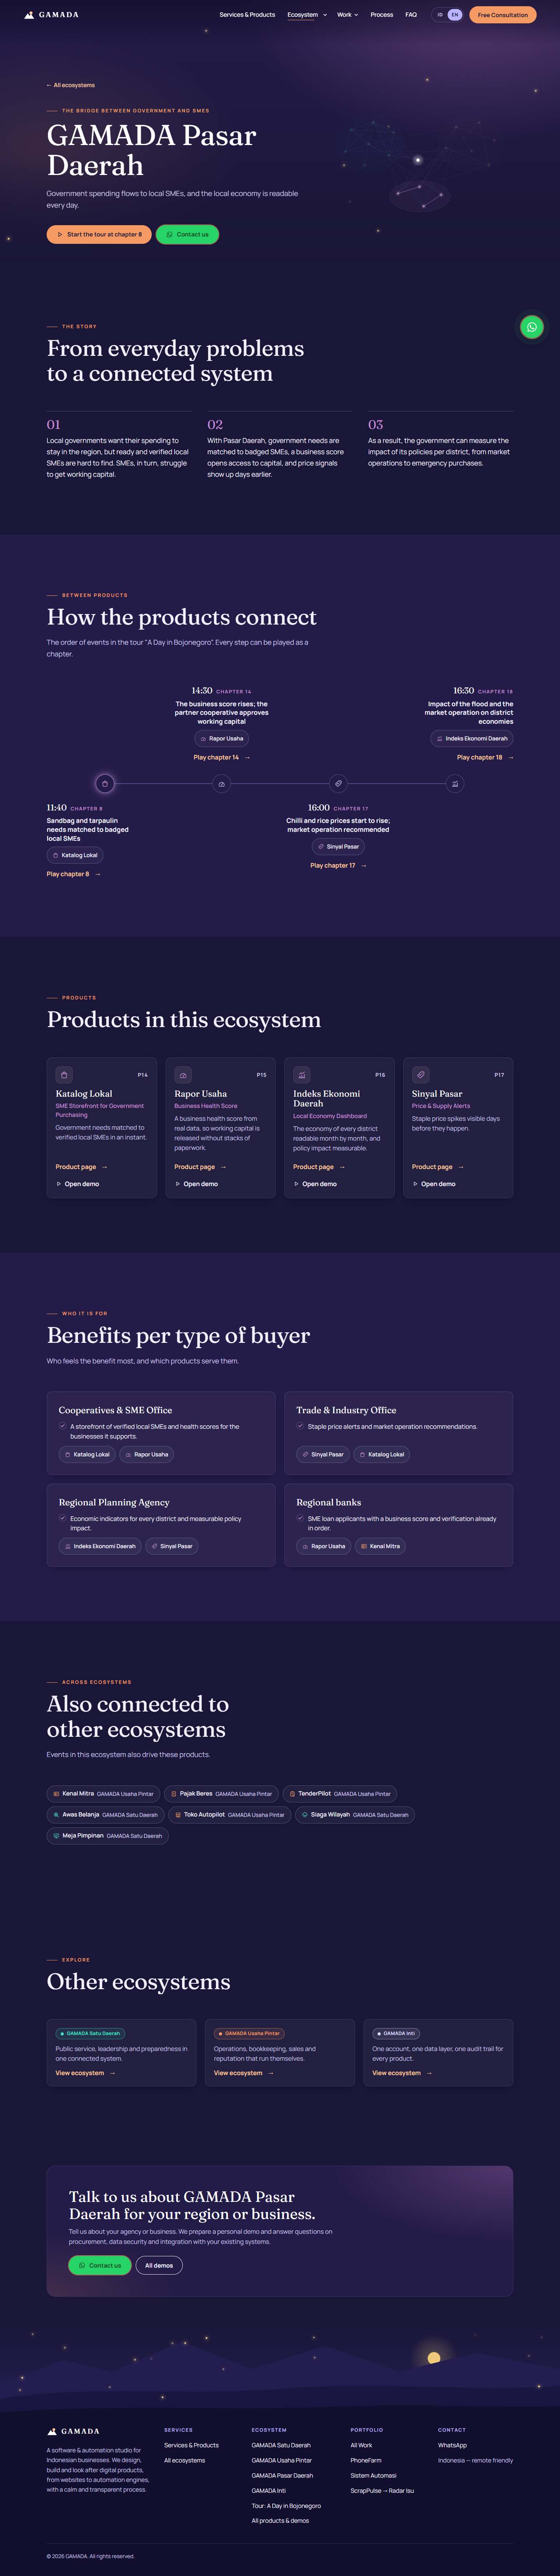 GAMADA
Services & Products
Ecosystem
Work
Process
FAQ
ID
EN
Free Consultation
← All ecosystems
THE BRIDGE BETWEEN GOVERNMENT AND SMES
GAMADA Pasar
Daerah
Government spending flows to local SMEs, and the local economy is readable
every day.
Start the tour at chapter 8
Contact us
THE STORY
From everyday problems
to a connected system
01
Local governments want their spending to
stay in the region, but ready and verified local
SMEs are hard to find. SMEs, in turn, struggle
to get working capital.
02
With Pasar Daerah, government needs are
matched to badged SMEs, a business score
opens access to capital, and price signals
show up days earlier.
03
As a result, the government can measure the
impact of its policies per district, from market
operations to emergency purchases.
BETWEEN PRODUCTS
How the products connect
The order of events in the tour "A Day in Bojonegoro". Every step can be played as a
chapter.
14:30 CHAPTER 14
The business score rises; the
partner cooperative approves
working capital
Rapor Usaha
Play chapter 14 →
16:30 CHAPTER 18
Impact of the flood and the
market operation on district
economies
Indeks Ekonomi Daerah
Play chapter 18 →
11:40 CHAPTER 8
Sandbag and tarpaulin
needs matched to badged
local SMEs
Katalog Lokal
Play chapter 8 →
16:00 CHAPTER 17
Chilli and rice prices start to rise;
market operation recommended
Sinyal Pasar
Play chapter 17 →
PRODUCTS
Products in this ecosystem
P14
Katalog Lokal
SME Storefront for Government
Purchasing
Government needs matched to
verified local SMEs in an instant.
Product page →
Open demo
P15
Rapor Usaha
Business Health Score
A business health score from
real data, so working capital is
released without stacks of
paperwork.
Product page →
Open demo
P16
Indeks Ekonomi
Daerah
Local Economy Dashboard
The economy of every district
readable month by month, and
policy impact measurable.
Product page →
Open demo
P17
Sinyal Pasar
Price & Supply Alerts
Staple price spikes visible days
before they happen.
Product page →
Open demo
WHO IT IS FOR
Benefits per type of buyer
Who feels the benefit most, and which products serve them.
Cooperatives & SME Office
A storefront of verified local SMEs and health scores for the
businesses it supports.
Katalog Lokal
Rapor Usaha
Trade & Industry Office
Staple price alerts and market operation recommendations.
Sinyal Pasar
Katalog Lokal
Regional Planning Agency
Economic indicators for every district and measurable policy
impact.
Indeks Ekonomi Daerah
Sinyal Pasar
Regional banks
SME loan applicants with a business score and verification already
in order.
Rapor Usaha
Kenal Mitra
ACROSS ECOSYSTEMS
Also connected to
other ecosystems
Events in this ecosystem also drive these products.
Kenal Mitra GAMADA Usaha Pintar
Pajak Beres GAMADA Usaha Pintar
TenderPilot GAMADA Usaha Pintar
Awas Belanja GAMADA Satu Daerah
Toko Autopilot GAMADA Usaha Pintar
Siaga Wilayah GAMADA Satu Daerah
Meja Pimpinan GAMADA Satu Daerah
EXPLORE
Other ecosystems
GAMADA Satu Daerah
Public service, leadership and preparedness in
one connected system.
View ecosystem →
GAMADA Usaha Pintar
Operations, bookkeeping, sales and
reputation that run themselves.
View ecosystem →
GAMADA Inti
One account, one data layer, one audit trail for
every product.
View ecosystem →
Talk to us about GAMADA Pasar
Daerah for your region or business.
Tell us about your agency or business. We prepare a personal demo and answer questions on
procurement, data security and integration with your existing systems.
Contact us
All demos
GAMADA
A software & automation studio for
Indonesian businesses. We design,
build and look after digital products,
from websites to automation engines,
with a calm and transparent process.
SERVICES
Services & Products
All ecosystems
ECOSYSTEM
GAMADA Satu Daerah
GAMADA Usaha Pintar
GAMADA Pasar Daerah
GAMADA Inti
Tour: A Day in Bojonegoro
All products & demos
PORTFOLIO
All Work
PhoneFarm
Sistem Automasi
ScrapPulse → Radar Isu
CONTACT
WhatsApp
Indonesia — remote friendly
© 2026 GAMADA. All rights reserved.